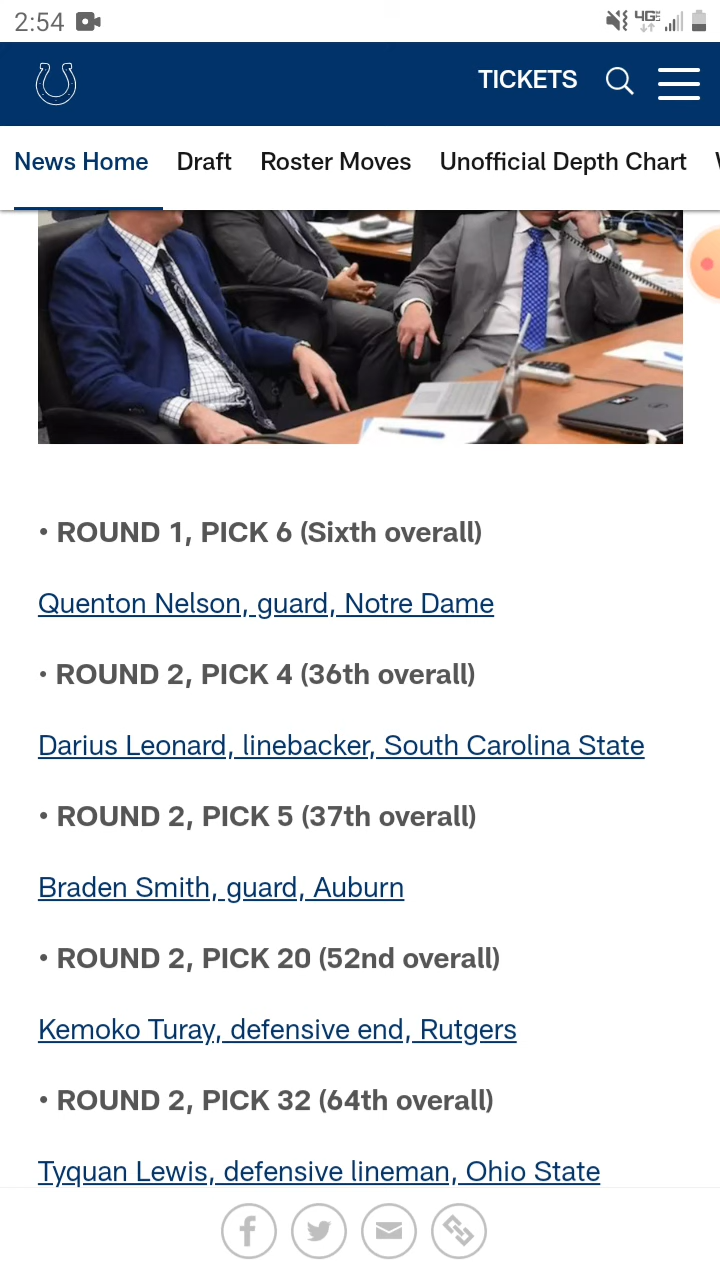 2:54
4G
TICKETS
News Home Draft Roster Moves Unofficial Depth Chart
• ROUND 1, PICK 6 (Sixth overall)
Quenton Nelson, guard, Notre Dame
• ROUND 2, PICK 4 (36th overall)
Darius Leonard, linebacker, South Carolina State
• ROUND 2, PICK 5 (37th overall)
Braden Smith, guard, Auburn
• ROUND 2, PICK 20 (52nd overall)
Kemoko Turay, defensive end, Rutgers
• ROUND 2, PICK 32 (64th overall)
Tyquan Lewis, defensive lineman, Ohio State